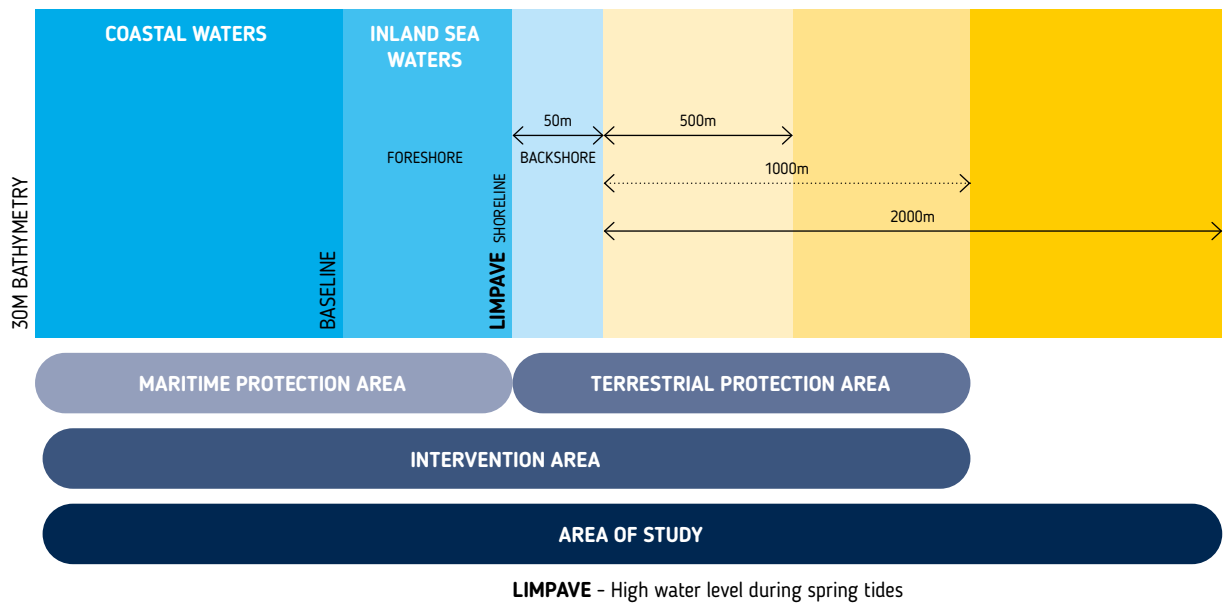 COASTAL WATERS
INLAND SEA
WATERS
50m
500m
FORESHORE
BACKSHORE
1000m
2000m
30M BATHYMETRY
BASELINE
LIMPAVE SHORELINE
MARITIME PROTECTION AREA
TERRESTRIAL PROTECTION AREA
INTERVENTION AREA
AREA OF STUDY
LIMPAVE - High water level during spring tides